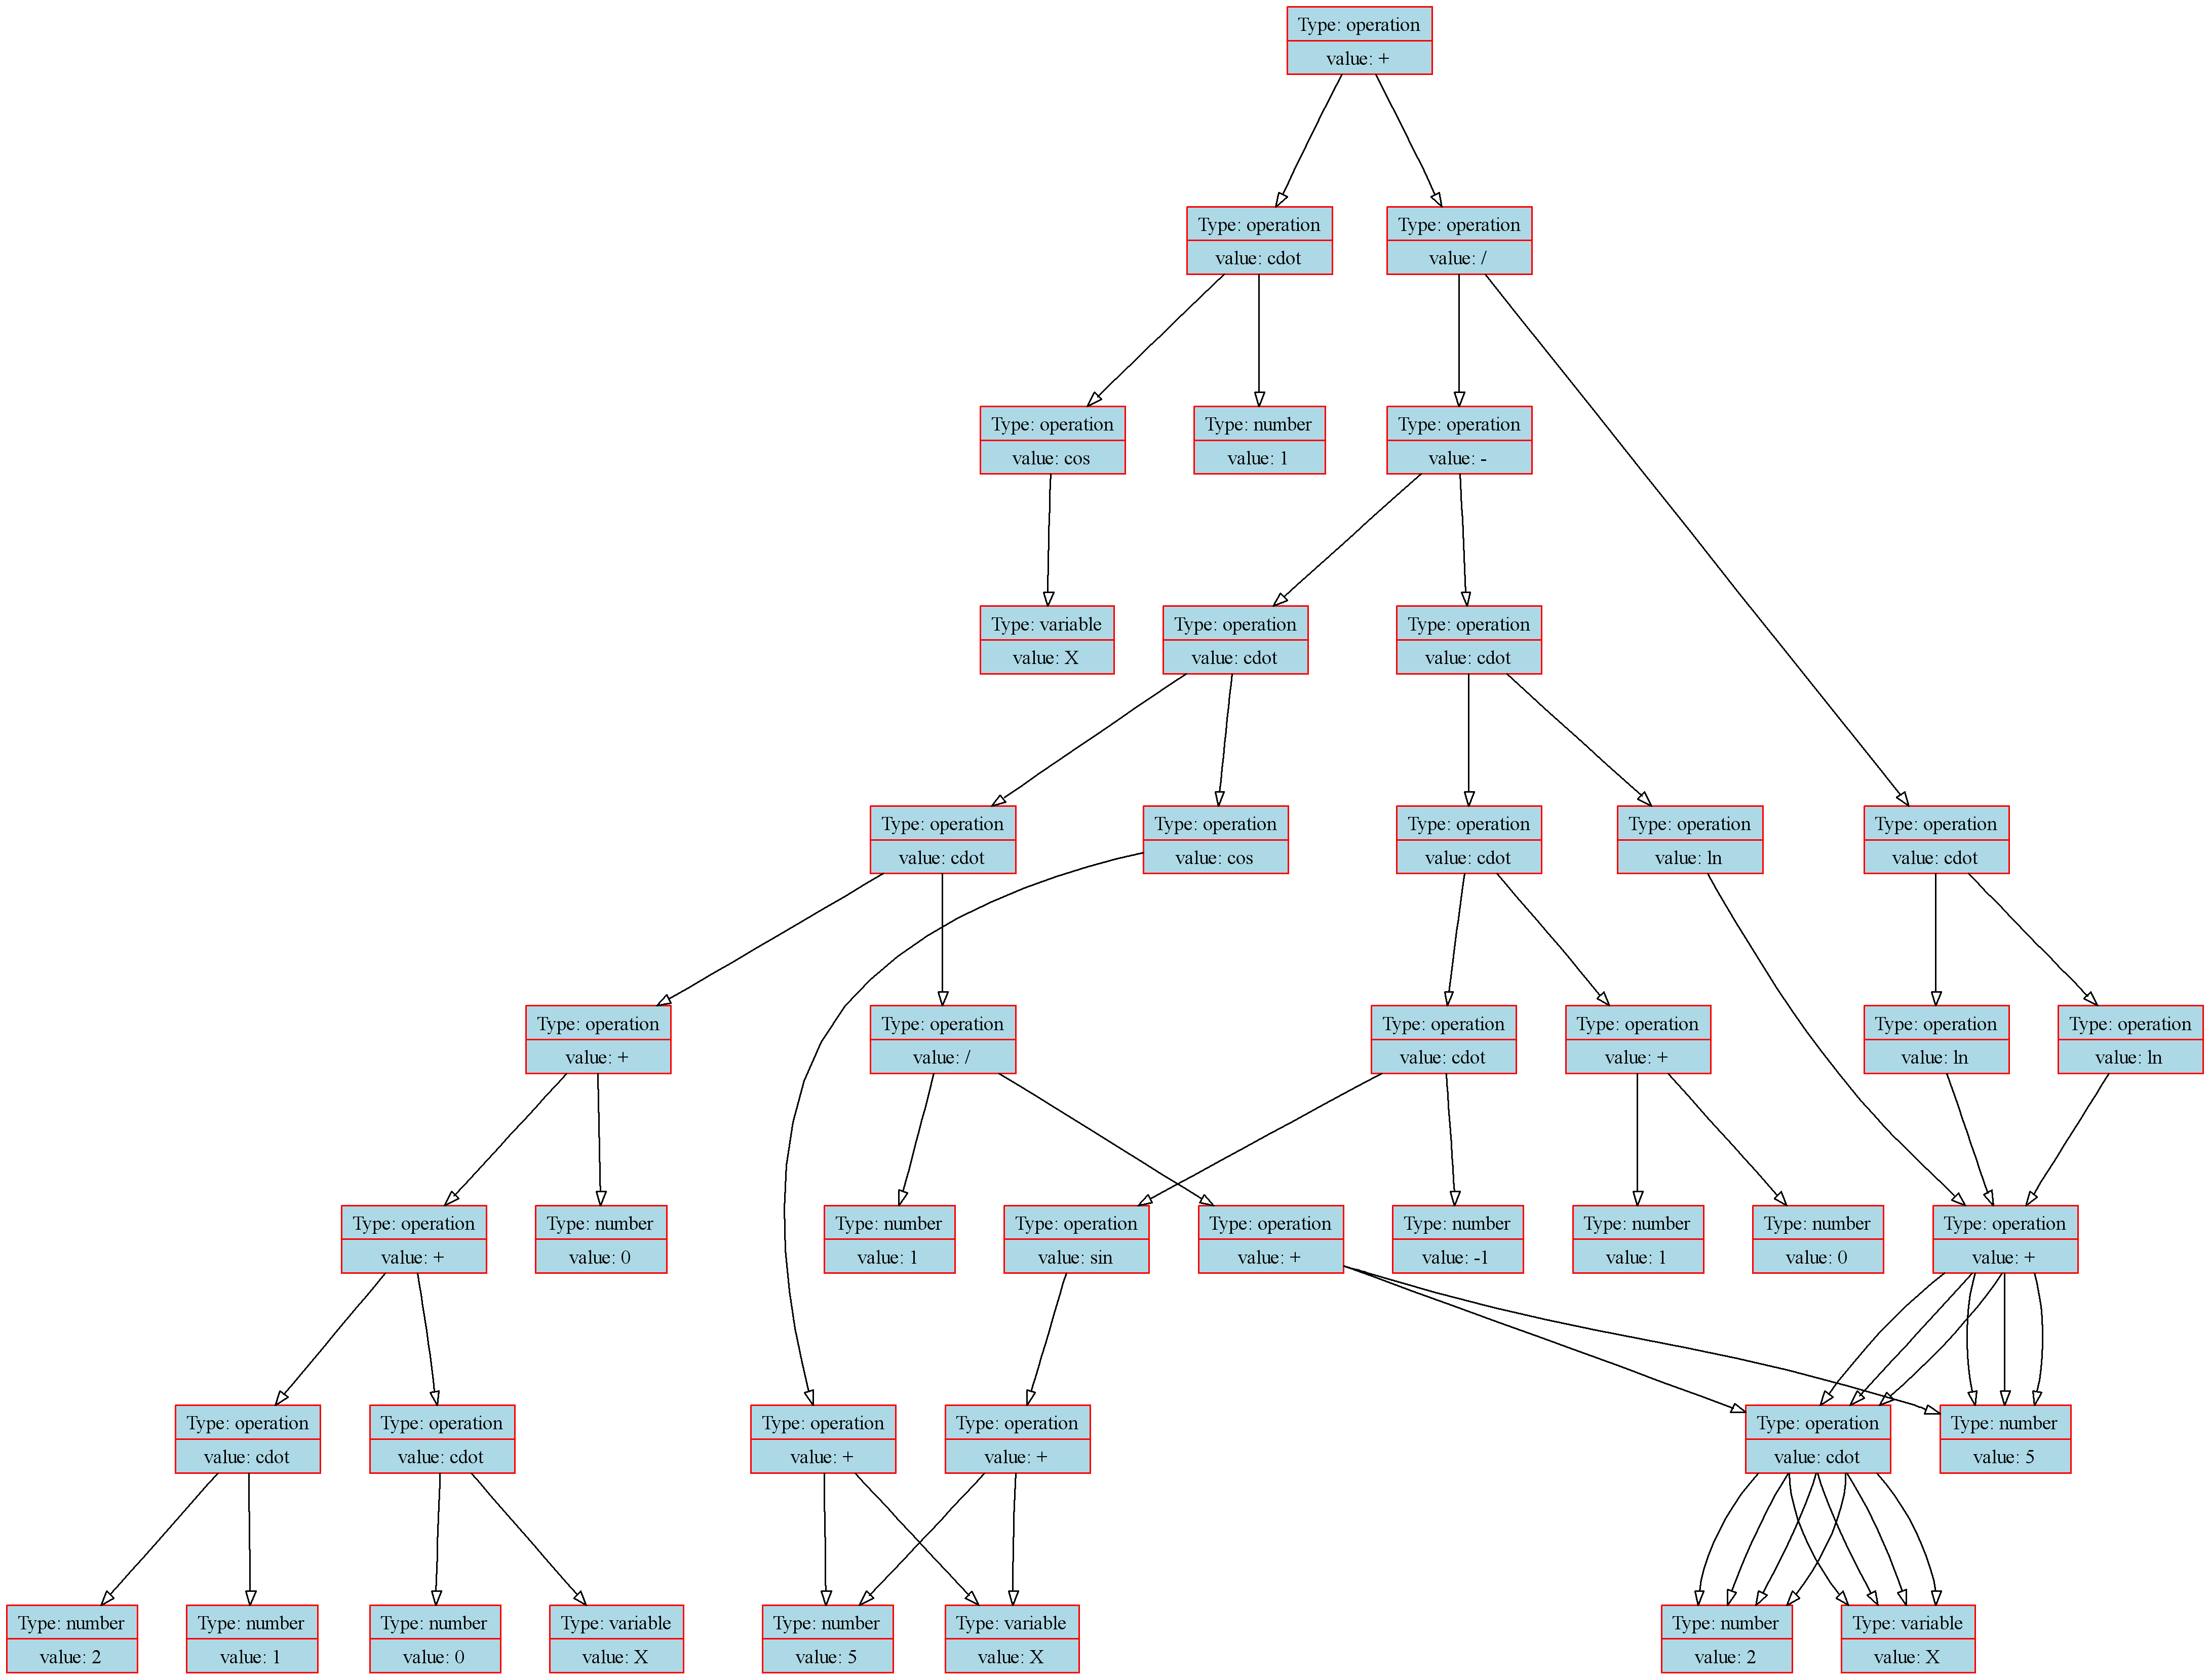 Type: operation
value: +
Type: operation
value: cdot
Type: operation
value: /
Type: operation
value: cos
Type: number
value: 1
Type: operation
value: -
Type: variable
value: X
Type: operation
value: cdot
Type: operation
value: cdot
Type: operation
value: cdot
Type: operation
value: cos
Type: operation
value: cdot
Type: operation
value: ln
Type: operation
value: cdot
Type: operation
value: +
Type: operation
value: /
Type: operation
value: cdot
Type: operation
value: +
Type: operation
value: ln
Type: operation
value: ln
Type: operation
value: +
Type: number
value: 0
Type: number
value: 1
Type: operation
value: sin
Type: operation
value: +
Type: number
value: -1
Type: number
value: 1
Type: number
value: 0
Type: operation
value: +
Type: operation
value: cdot
Type: operation
value: cdot
Type: operation
value: +
Type: operation
value: +
Type: operation
value: cdot
Type: number
value: 5
Type: number
value: 2
Type: number
value: 1
Type: number
value: 0
Type: variable
value: X
Type: number
value: 5
Type: variable
value: X
Type: number
value: 2
Type: variable
value: X